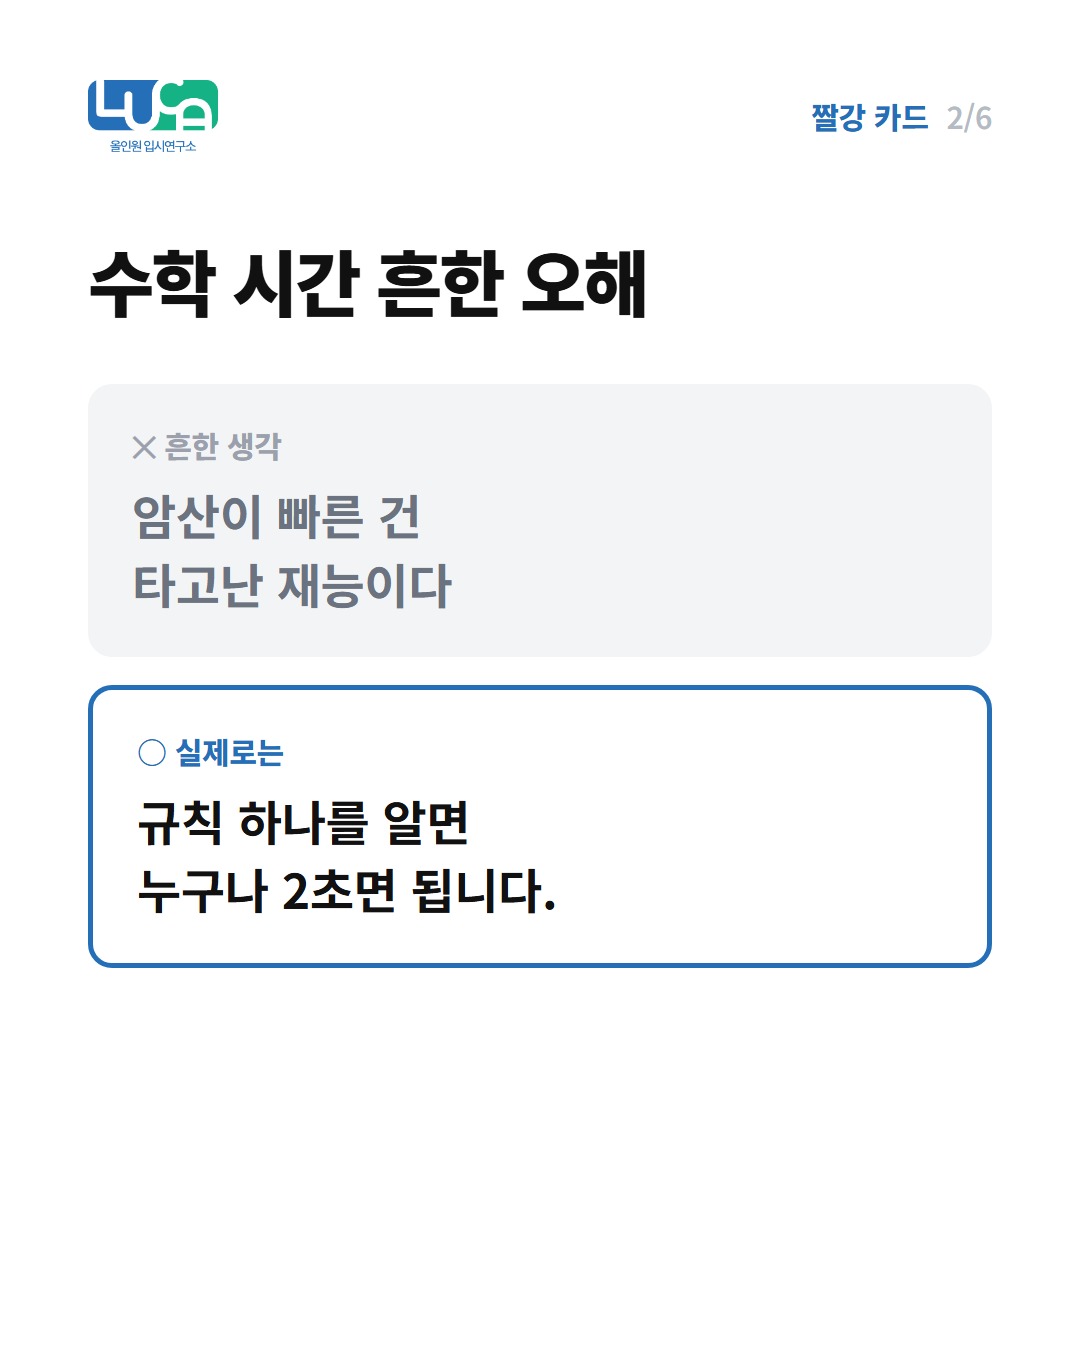 Luca
올인원 입시연구소
짤강 카드 2/6
수학 시간 흔한 오해
✕ 흔한 생각
암산이 빠른 건
타고난 재능이다
○ 실제로는
규칙 하나를 알면
누구나 2초면 됩니다.